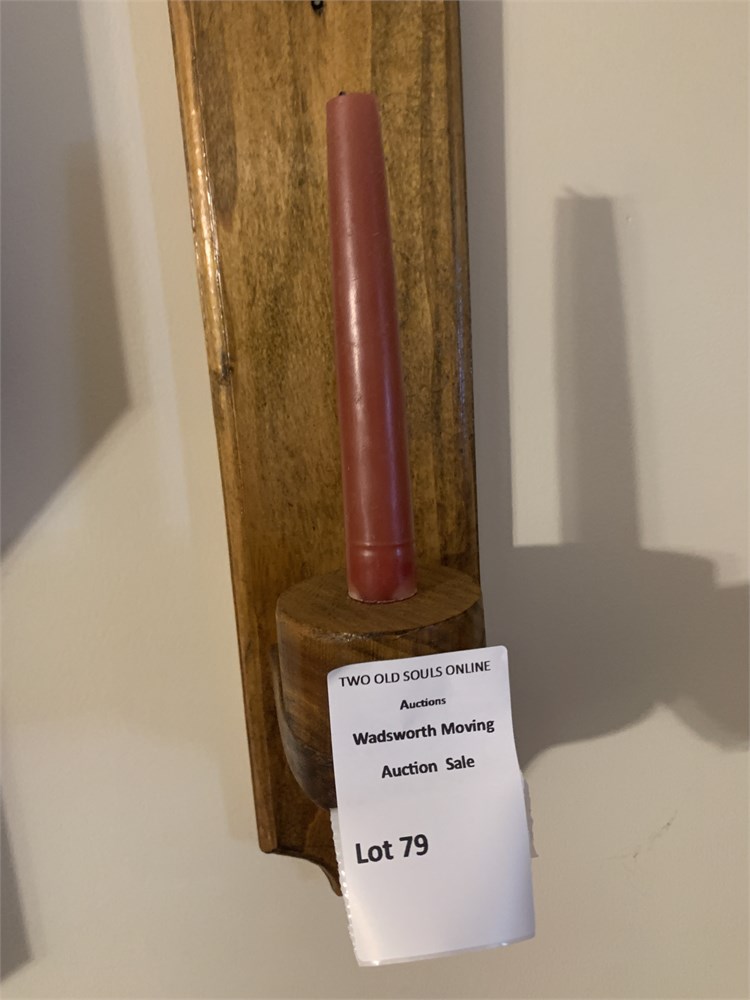 TWO OLD SOULS ONLINE
Auctions
Wadsworth Moving
Auction Sale
Lot 79